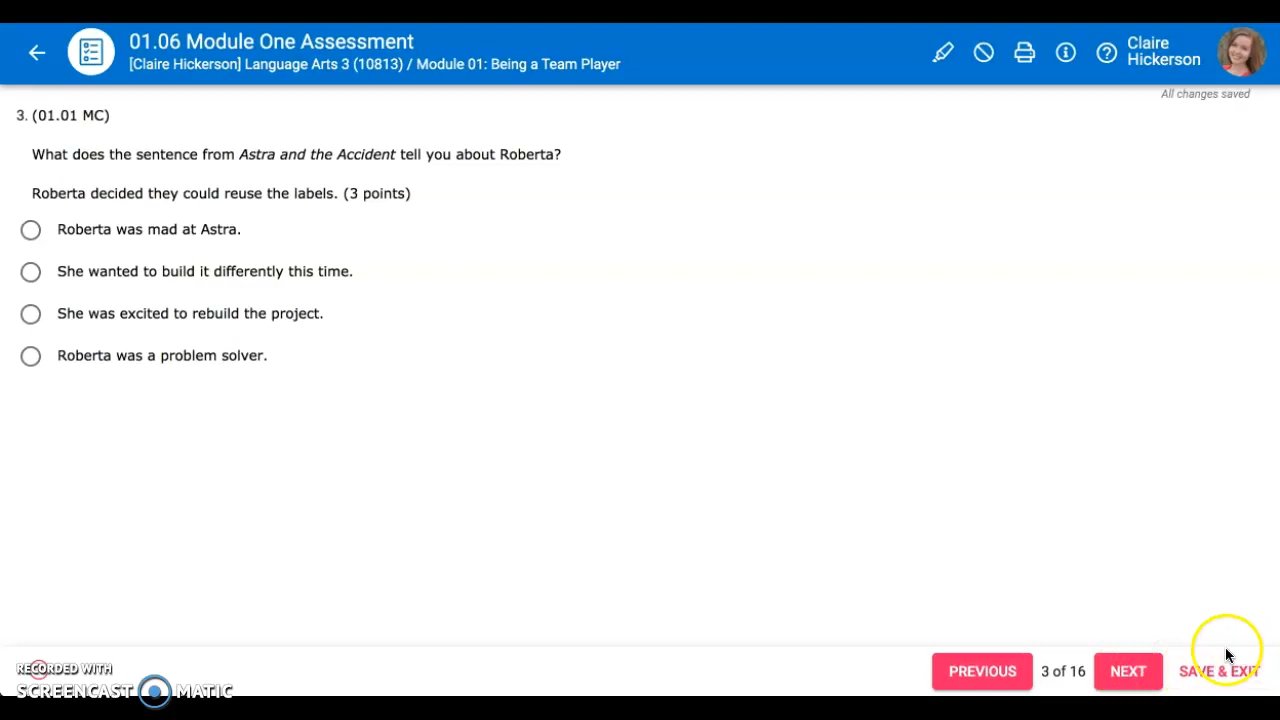 01.06 Module One Assessment
[Claire Hickerson] Language Arts 3 (10813) / Module 01: Being a Team Player
Claire
Hickerson
All changes saved
3. (01.01 MC)
What does the sentence from Astra and the Accident tell you about Roberta?
Roberta decided they could reuse the labels. (3 points)
Roberta was mad at Astra.
She wanted to build it differently this time.
She was excited to rebuild the project.
Roberta was a problem solver.
RECORDED WITH
SCREENCAST MATIC
PREVIOUS 3 of 16 NEXT SAVE & EXIT